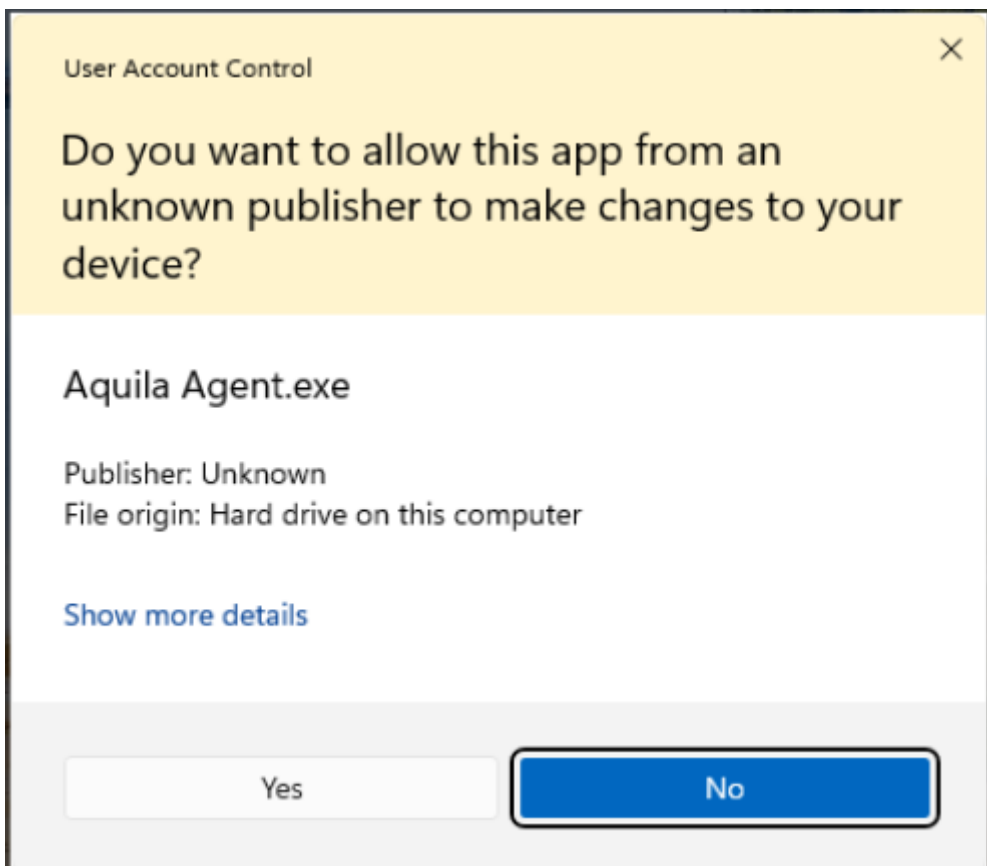 User Account Control
Do you want to allow this app from an
unknown publisher to make changes to your
device?
Aquila Agent.exe
Publisher: Unknown
File origin: Hard drive on this computer
Show more details
Yes
No